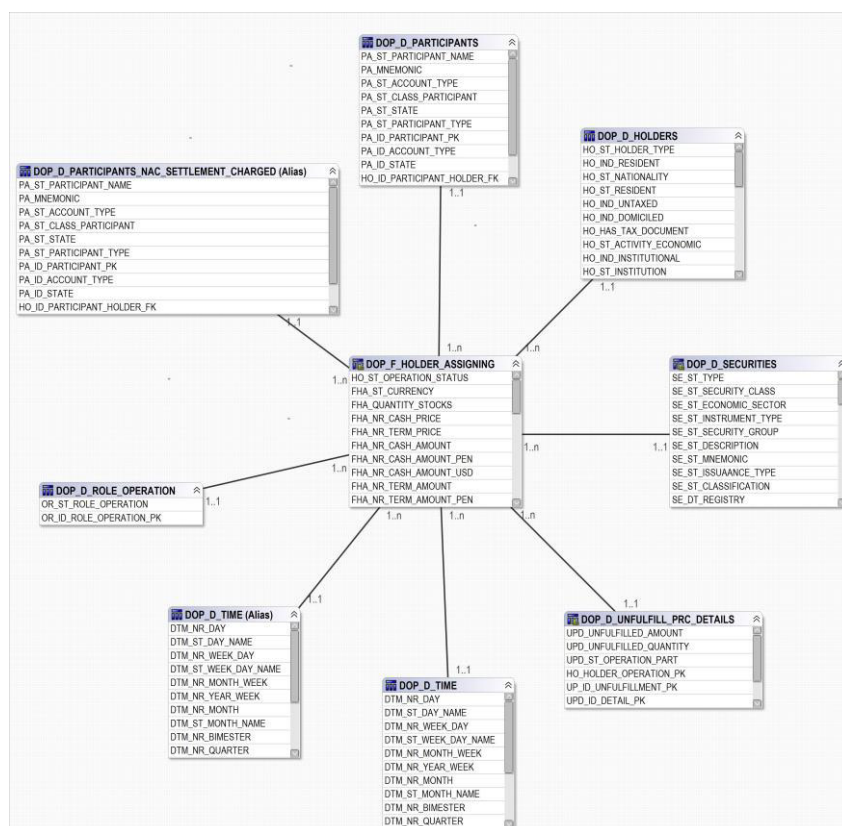 DOP_D_PARTICIPANTS
PA_ST_PARTICIPANT_NAME
PA_MNEMONIC
PA_ST_ACCOUNT_TYPE
PA_ST_CLASS_PARTICIPANT
PA_ST_STATE
PA_ST_PARTICIPANT_TYPE
PA_ID_PARTICIPANT_PK
PA_ID_ACCOUNT_TYPE
PA_ID_STATE
HO_ID_PARTICIPANT_HOLDER_FK
1..1
DOP_D_HOLDERS
HO_ST_HOLDER_TYPE
HO_IND_RESIDENT
HO_ST_NATIONALITY
HO_ST_RESIDENT
HO_IND_UNTAXED
HO_IND_DOMICILED
HO_HAS_TAX_DOCUMENT
HO_ST_ACTIVITY_ECONOMIC
HO_IND_INSTITUTIONAL
HO_ST_INSTITUTION
1..1
DOP_D_PARTICIPANTS_NAC_SETTLEMENT_CHARGED (Alias)
PA_ST_PARTICIPANT_NAME
PA_MNEMONIC
PA_ST_ACCOUNT_TYPE
PA_ST_CLASS_PARTICIPANT
PA_ST_STATE
PA_ST_PARTICIPANT_TYPE
PA_ID_PARTICIPANT_PK
PA_ID_ACCOUNT_TYPE
PA_ID_STATE
HO_ID_PARTICIPANT_HOLDER_FK
1..1
1..n
1..n
1..n
DOP_F_HOLDER_ASSIGNING
HO_ST_OPERATION_STATUS
FHA_ST_CURRENCY
FHA_QUANTITY_STOCKS
FHA_NR_CASH_PRICE
FHA_NR_TERM_PRICE
FHA_NR_CASH_AMOUNT
FHA_NR_CASH_AMOUNT_PEN
FHA_NR_CASH_AMOUNT_USD
FHA_NR_TERM_AMOUNT
FHA_NR_TERM_AMOUNT_PEN
1..n
1..n
1..n
1..n
1..n
DOP_D_SECURITIES
SE_ST_TYPE
SE_ST_SECURITY_CLASS
SE_ST_ECONOMIC_SECTOR
SE_ST_INSTRUMENT_TYPE
SE_ST_SECURITY_GROUP
SE_ST_DESCRIPTION
SE_ST_MNEMONIC
SE_ST_ISSUAANCE_TYPE
SE_ST_CLASSIFICATION
SE_DT_REGISTRY
1..1
DOP_D_ROLE_OPERATION
OR_ST_ROLE_OPERATION
OR_ID_ROLE_OPERATION_PK
1..1
DOP_D_TIME (Alias)
DTM_NR_DAY
DTM_ST_DAY_NAME
DTM_NR_WEEK_DAY
DTM_ST_WEEK_DAY_NAME
DTM_NR_MONTH_WEEK
DTM_NR_YEAR_WEEK
DTM_NR_MONTH
DTM_ST_MONTH_NAME
DTM_NR_BIMESTER
DTM_NR_QUARTER
1..1
DOP_D_TIME
DTM_NR_DAY
DTM_ST_DAY_NAME
DTM_NR_WEEK_DAY
DTM_ST_WEEK_DAY_NAME
DTM_NR_MONTH_WEEK
DTM_NR_YEAR_WEEK
DTM_NR_MONTH
DTM_ST_MONTH_NAME
DTM_NR_BIMESTER
DTM_NR_QUARTER
1..1
DOP_D_UNFULFILL_PRC_DETAILS
UPD_UNFULFILLED_AMOUNT
UPD_UNFULFILLED_QUANTITY
UPD_ST_OPERATION_PART
HO_HOLDER_OPERATION_PK
UP_ID_UNFULFILLMENT_PK
UPD_ID_DETAIL_PK
1..1